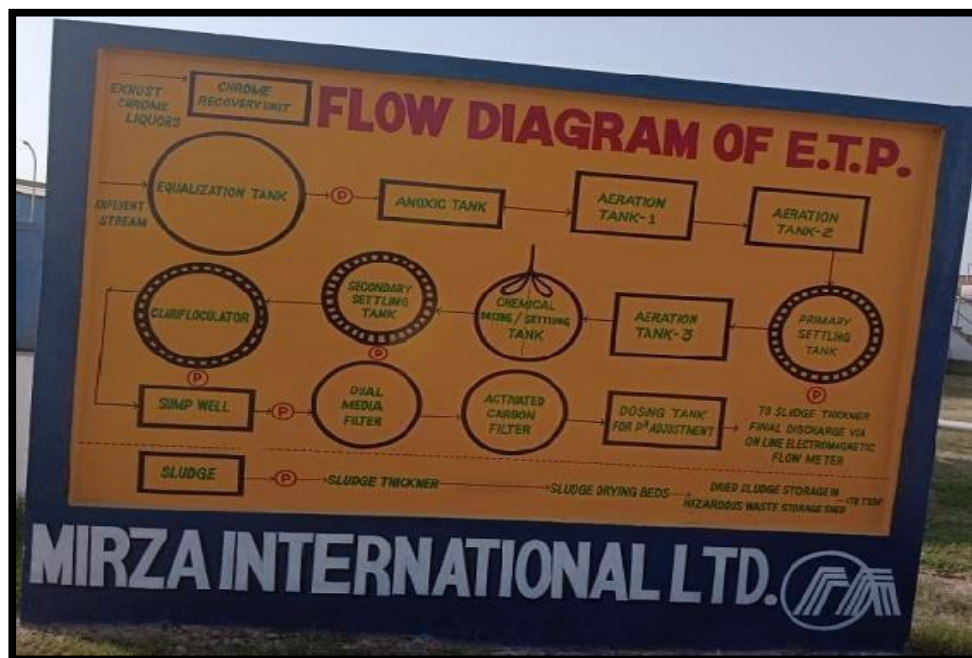 CHROME
RECOVERY UNIT
EXHUST
CHROME
LIQUORS
FLOW DIAGRAM OF E.T.P.
EQUALIZATION TANK
P
ANOXIC TANK
AERATION
TANK-1
AERATION
TANK-2
STREAM
CLURIFLOCULATOR
SECONDARY
SETTLING
TANK
CHEMICAL
DOSING / SETTLING
TANK
AERATION
TANK-3
PRIMARY
SETTLING
TANK
P
P
P
SUMP WELL
P
DUAL
MEDIA
FILTER
ACTIVATED
CARBON
FILTER
DOSING TANK
FOR PH ADJUSTMENT
TO SLUDGE THICKNER
FINAL DISCHARGE VIA
ON LINE ELECTROMAGNETIC
FLOW METER
SLUDGE
P
SLUDGE THICKNER
SLUDGE DRYING BEDS
DRIED SLUDGE STORAGE IN
HAZARDOUS WASTE STORAGE SHED
MIRZA INTERNATIONAL LTD.